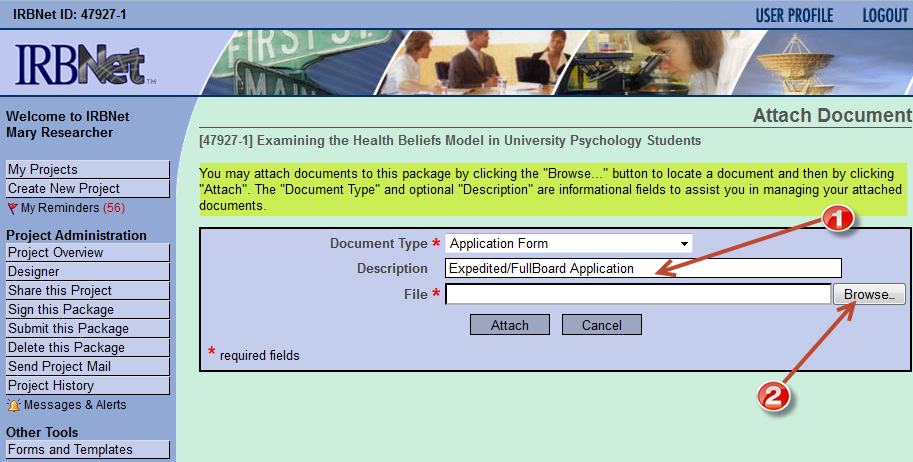 IRBNet ID: 47927-1
USER PROFILE LOGOUT
IRBNet™
FIRST ST.
MAIN
Welcome to IRBNet
Mary Researcher
My Projects
Create New Project
My Reminders (56)
Project Administration
Project Overview
Designer
Share this Project
Sign this Package
Submit this Package
Delete this Package
Send Project Mail
Project History
Messages & Alerts
Other Tools
Forms and Templates
Attach Document
[47927-1] Examining the Health Beliefs Model in University Psychology Students
You may attach documents to this package by clicking the "Browse..." button to locate a document and then by clicking
"Attach". The "Document Type" and optional "Description" are informational fields to assist you in managing your attached
documents.
1
Document Type * Application Form
Description Expedited/FullBoard Application
File * Browse...
Attach Cancel
* required fields
2